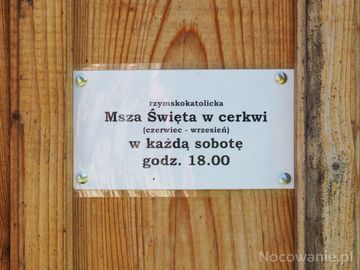 rzymskokatolicka
Msza Święta w cerkwi
(czerwiec - wrzesień)
w każdą sobotę
godz. 18.00
Nocowanie.pl